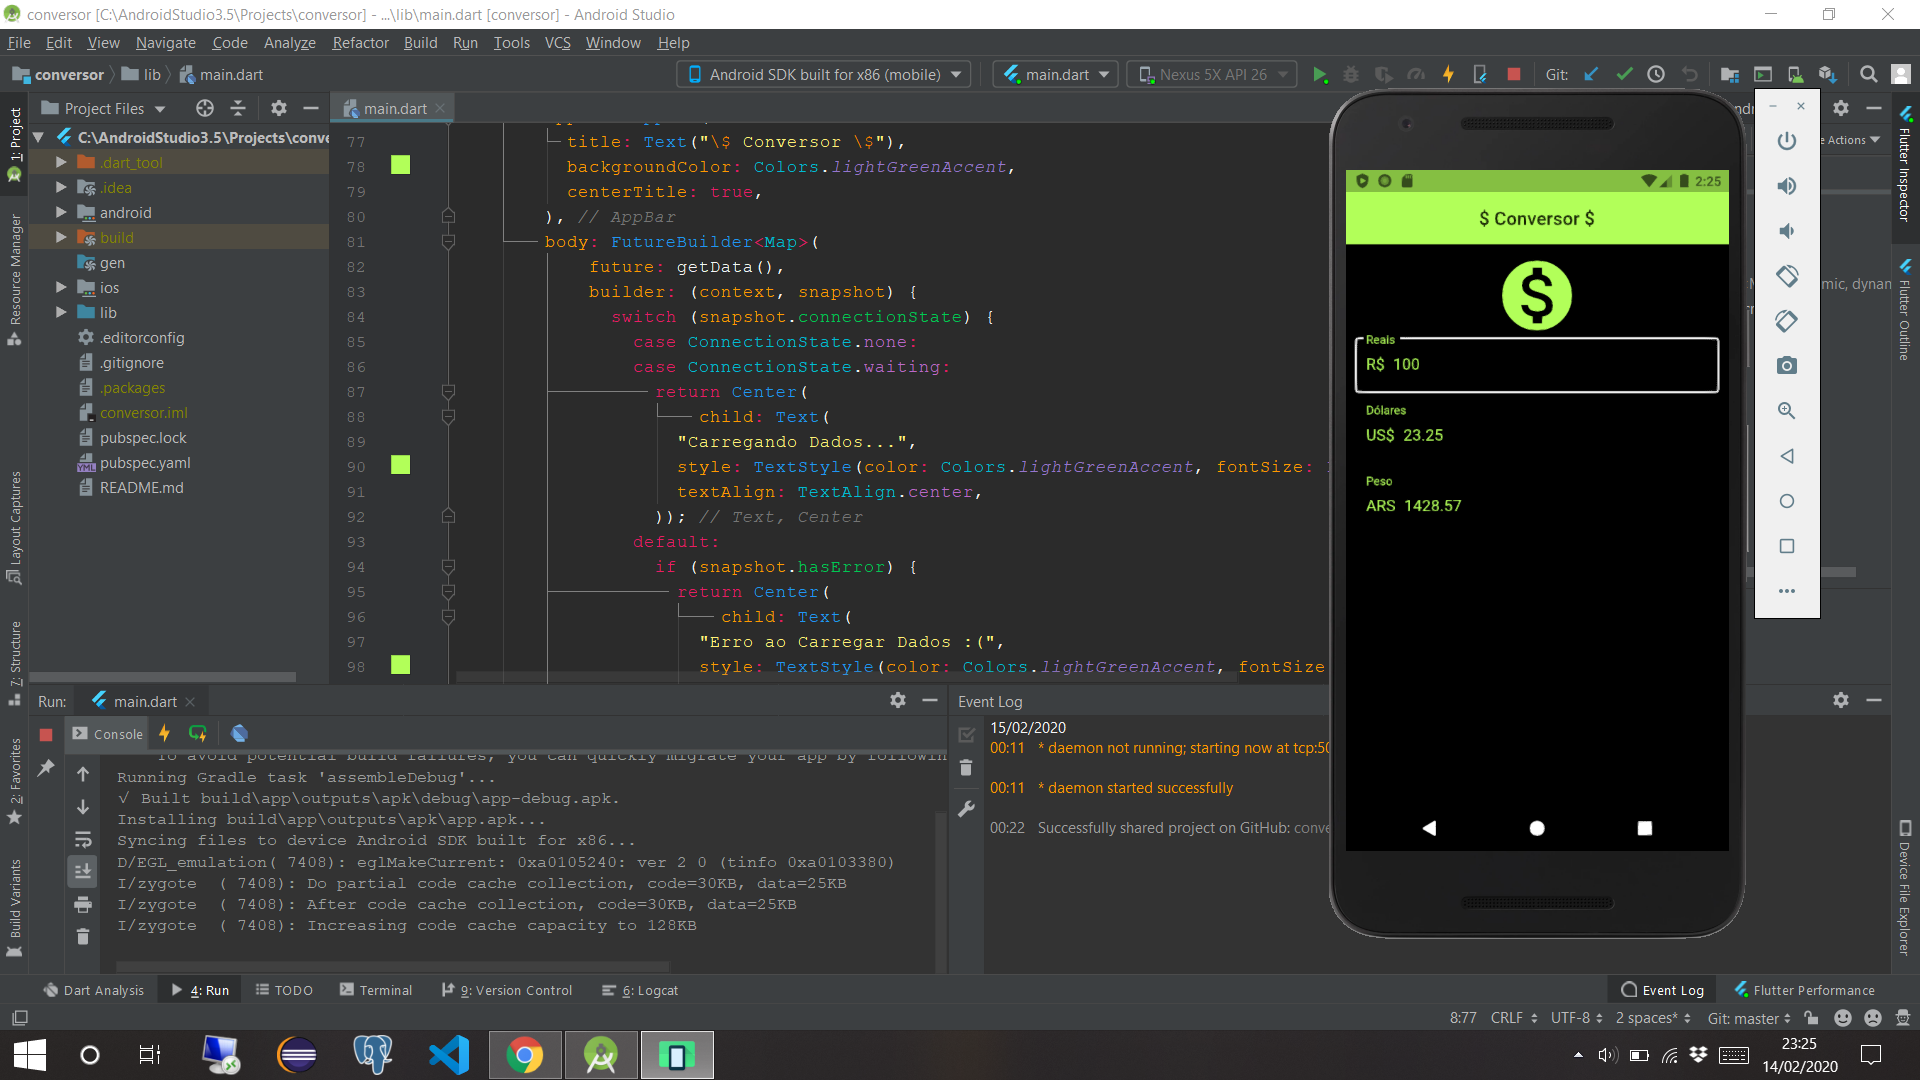 conversor [C:\AndroidStudio3.5\Projects\conversor] - ...\lib\main.dart [conversor] - Android Studio
File Edit View Navigate Code Analyze Refactor Build Run Tools VCS Window Help
conversor lib main.dart
Android SDK built for x86 (mobile)
main.dart
Nexus 5X API 26
Git:
1: Project
Resource Manager
Layout Captures
7: Structure
2: Favorites
Build Variants
Project Files
C:\AndroidStudio3.5\Projects\conve
.dart_tool
.idea
android
build
gen
ios
lib
.editorconfig
.gitignore
.packages
conversor.iml
pubspec.lock
pubspec.yaml
README.md
main.dart
77 title: Text("\$ Conversor \$"),
78 backgroundColor: Colors.lightGreenAccent,
79 centerTitle: true,
80 ), // AppBar
81 body: FutureBuilder<Map>(
82 future: getData(),
83 builder: (context, snapshot) {
84 switch (snapshot.connectionState) {
85 case ConnectionState.none:
86 case ConnectionState.waiting:
87 return Center(
88 child: Text(
89 "Carregando Dados...",
90 style: TextStyle(color: Colors.lightGreenAccent, fontSize:
91 textAlign: TextAlign.center,
92 )); // Text, Center
93 default:
94 if (snapshot.hasError) {
95 return Center(
96 child: Text(
97 "Erro ao Carregar Dados :(",
98 style: TextStyle(color: Colors.lightGreenAccent, fontSize
2:25
$ Conversor $
$
Reals
R$ 100
Dólares
US$ 23.25
Peso
ARS 1428.57
e Actions
mic, dynam
Flutter Inspector
Flutter Outline
Device File Explorer
Run: main.dart
Console
To avoid potential build failures, you can quickly migrate your app by followin
Running Gradle task 'assembleDebug'...
√ Built build\app\outputs\apk\debug\app-debug.apk.
Installing build\app\outputs\apk\app.apk...
Syncing files to device Android SDK built for x86...
D/EGL_emulation( 7408): eglMakeCurrent: 0xa0105240: ver 2 0 (tinfo 0xa0103380)
I/zygote ( 7408): Do partial code cache collection, code=30KB, data=25KB
I/zygote ( 7408): After code cache collection, code=30KB, data=25KB
I/zygote ( 7408): Increasing code cache capacity to 128KB
Event Log
15/02/2020
00:11 * daemon not running; starting now at tcp:50
00:11 * daemon started successfully
00:22 Successfully shared project on GitHub: conve
Dart Analysis 4: Run TODO Terminal 9: Version Control 6: Logcat
Event Log Flutter Performance
8:77 CRLF UTF-8 2 spaces* Git: master
23:25
14/02/2020